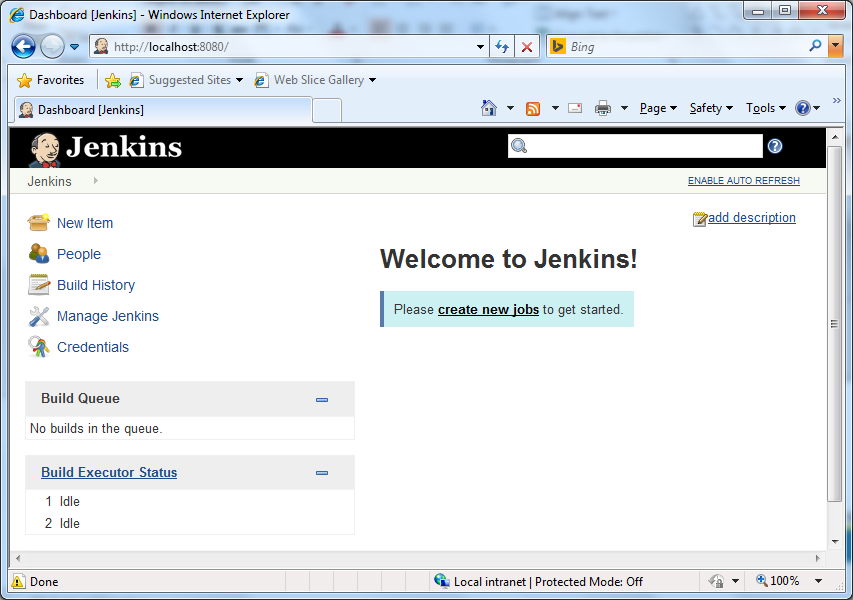 Dashboard [Jenkins] - Windows Internet Explorer
http://localhost:8080/
Bing
Favorites
Suggested Sites
Web Slice Gallery
Dashboard [Jenkins]
Page
Safety
Tools
Jenkins
Jenkins
ENABLE AUTO REFRESH
New Item
People
Build History
Manage Jenkins
Credentials
add description
Welcome to Jenkins!
Please create new jobs to get started.
Build Queue
No builds in the queue.
Build Executor Status
1 Idle
2 Idle
Done
Local intranet | Protected Mode: Off
100%